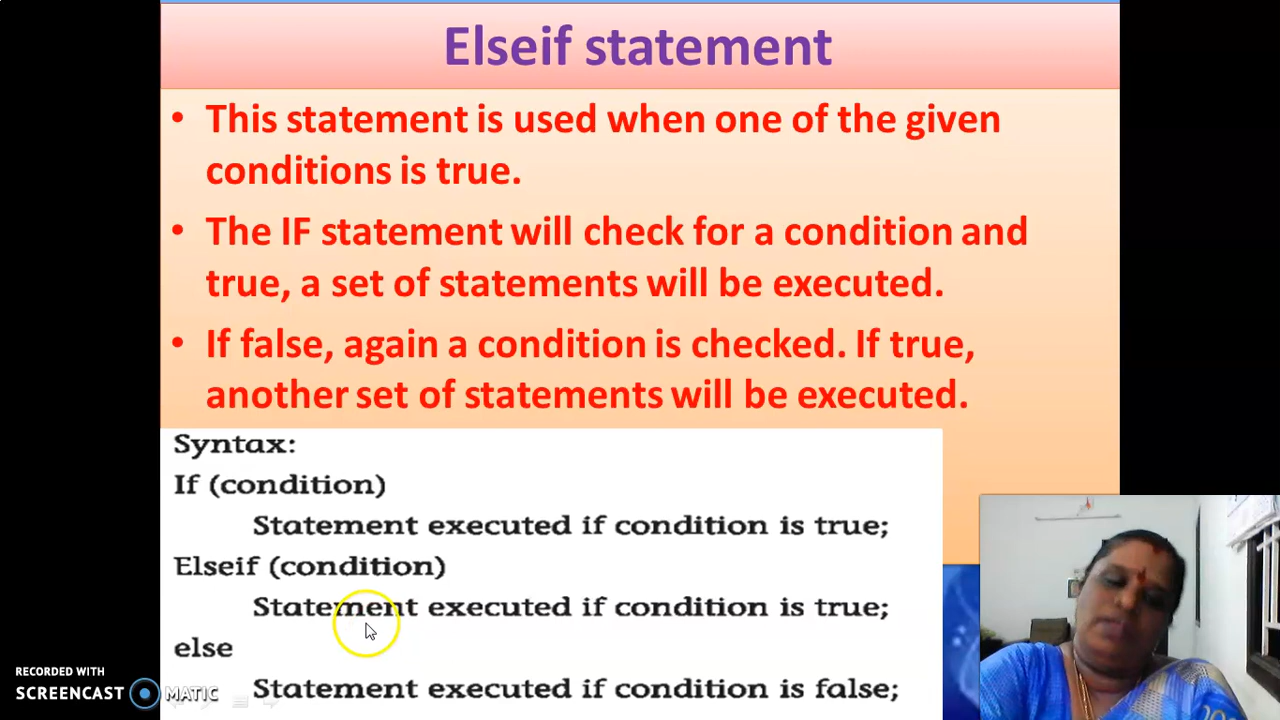 Elseif statement
• This statement is used when one of the given
conditions is true.
• The IF statement will check for a condition and
true, a set of statements will be executed.
• If false, again a condition is checked. If true,
another set of statements will be executed.
Syntax:
If (condition)
Statement executed if condition is true;
Elseif (condition)
Statement executed if condition is true;
else
Statement executed if condition is false;
RECORDED WITH
SCREENCAST MATIC